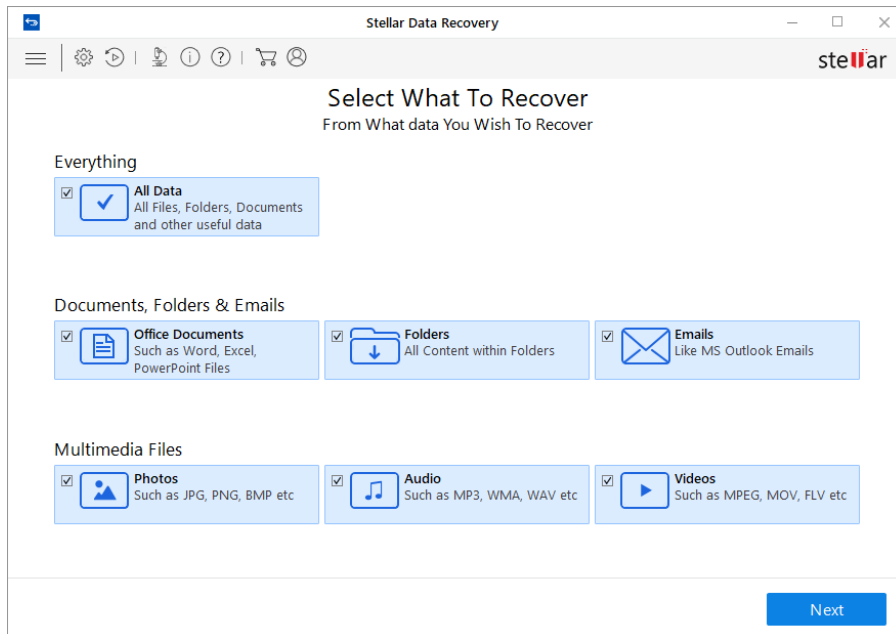 Stellar Data Recovery
stellar
Select What To Recover
From What data You Wish To Recover
Everything
All Data
All Files, Folders, Documents
and other useful data
Documents, Folders & Emails
Office Documents
Such as Word, Excel,
PowerPoint Files
Folders
All Content within Folders
Emails
Like MS Outlook Emails
Multimedia Files
Photos
Such as JPG, PNG, BMP etc
Audio
Such as MP3, WMA, WAV etc
Videos
Such as MPEG, MOV, FLV etc
Next